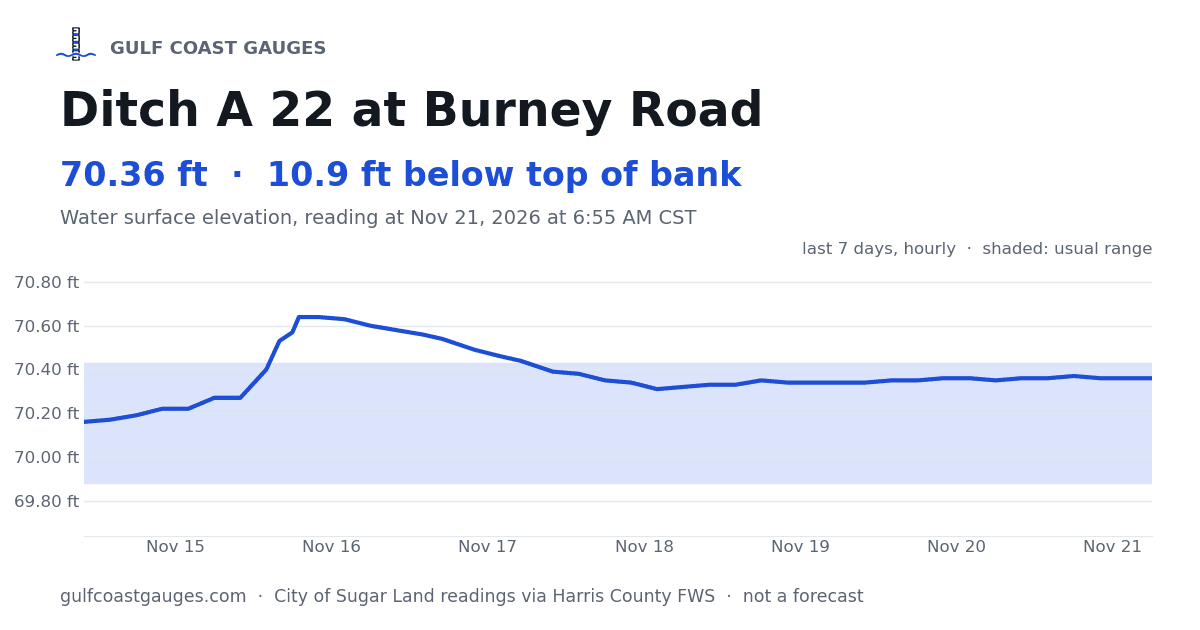 GULF COAST GAUGES
Ditch A 22 at Burney Road
70.36 ft · 10.9 ft below top of bank
Water surface elevation, reading at Nov 21, 2026 at 6:55 AM CST
last 7 days, hourly · shaded: usual range
70.80 ft
70.60 ft
70.40 ft
70.20 ft
70.00 ft
69.80 ft
Nov 15 Nov 16 Nov 17 Nov 18 Nov 19 Nov 20 Nov 21
gulfcoastgauges.com · City of Sugar Land readings via Harris County FWS · not a forecast